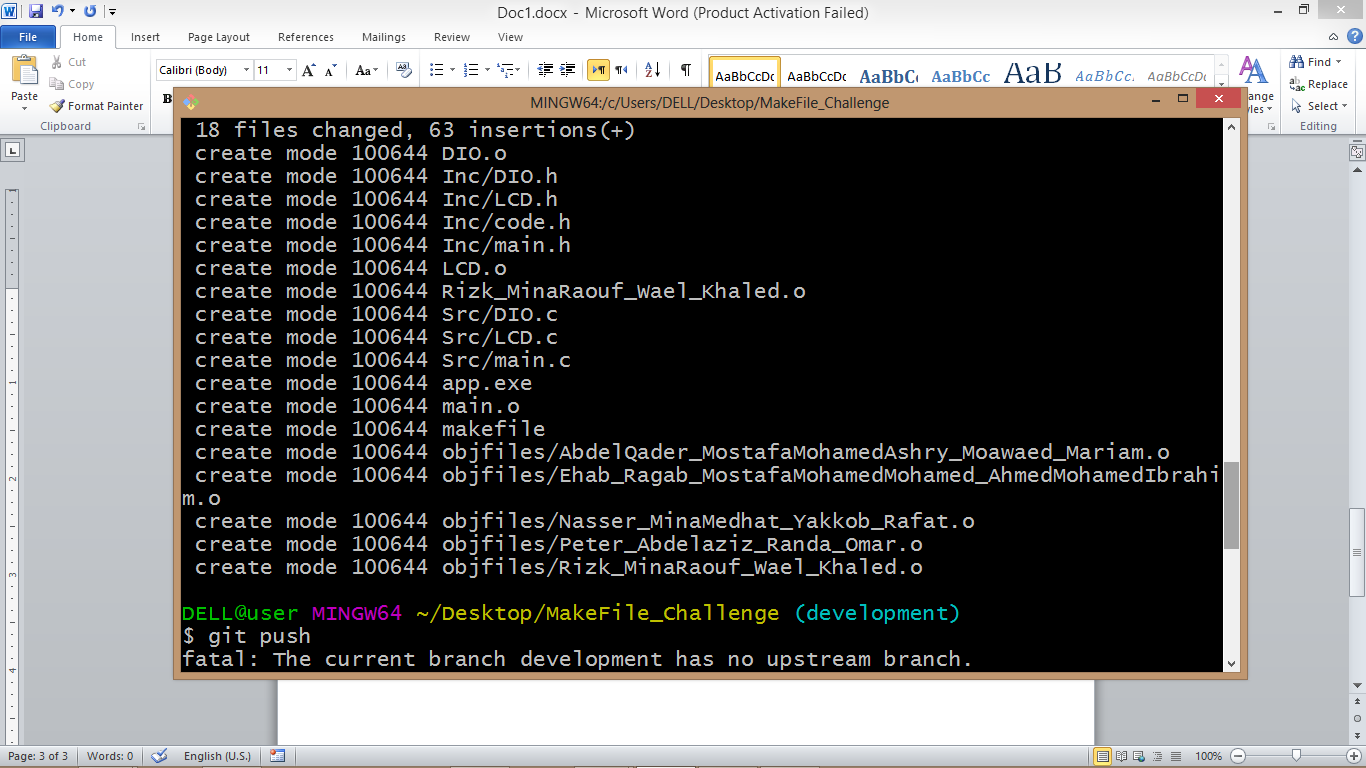 Doc1.docx - Microsoft Word (Product Activation Failed)
File Home Insert Page Layout References Mailings Review View
Paste
Cut
Copy
Format Painter
Clipboard
Calibri (Body) 11
B
AaBbCcDc AaBbCcDc AaBbCc AaBbCc AaB AaBbCc. AaBbCcDc
Find
Replace
Select
Editing
MINGW64:/c/Users/DELL/Desktop/MakeFile_Challenge
18 files changed, 63 insertions(+)
create mode 100644 DIO.o
create mode 100644 Inc/DIO.h
create mode 100644 Inc/LCD.h
create mode 100644 Inc/code.h
create mode 100644 Inc/main.h
create mode 100644 LCD.o
create mode 100644 Rizk_MinaRaouf_Wael_Khaled.o
create mode 100644 Src/DIO.c
create mode 100644 Src/LCD.c
create mode 100644 Src/main.c
create mode 100644 app.exe
create mode 100644 main.o
create mode 100644 makefile
create mode 100644 objfiles/AbdelQader_MostafaMohamedAshry_Moawaed_Mariam.o
create mode 100644 objfiles/Ehab_Ragab_MostafaMohamedMohamed_AhmedMohamedIbrahi
m.o
create mode 100644 objfiles/Nasser_MinaMedhat_Yakkob_Rafat.o
create mode 100644 objfiles/Peter_Abdelaziz_Randa_Omar.o
create mode 100644 objfiles/Rizk_MinaRaouf_Wael_Khaled.o
DELL@user MINGW64 ~/Desktop/MakeFile_Challenge (development)
$ git push
fatal: The current branch development has no upstream branch.
Page: 3 of 3 Words: 0 English (U.S.) 100%